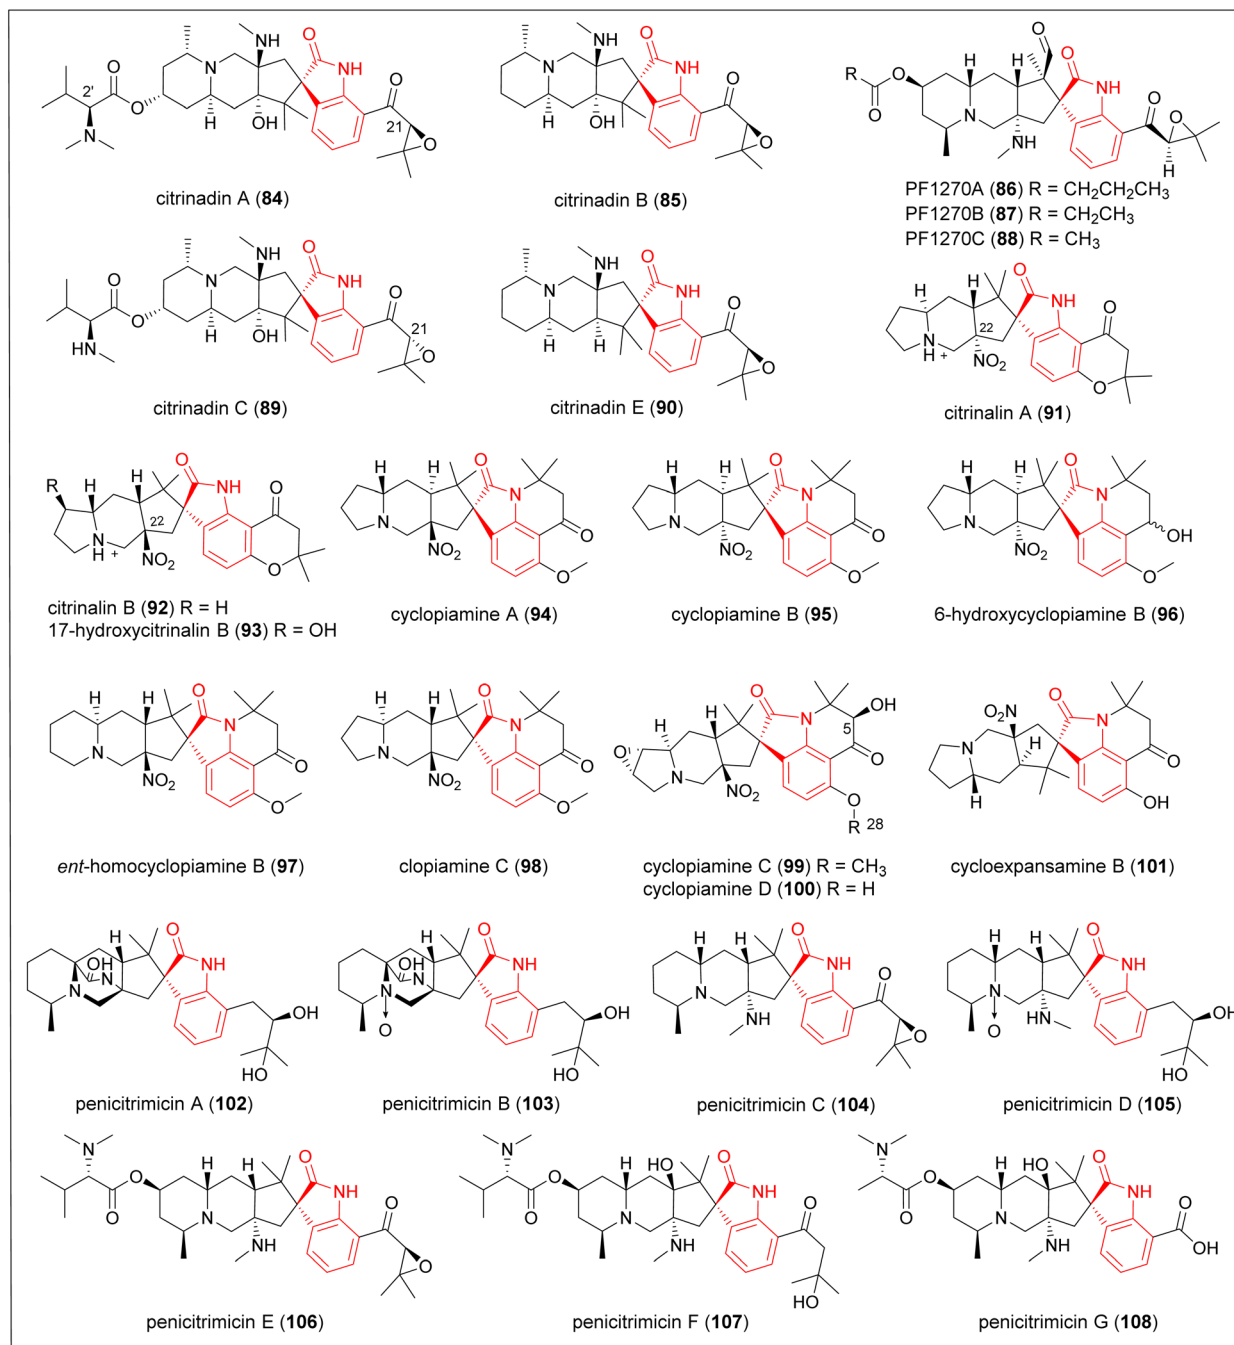 citrinadin A (84)
citrinadin B (85)
PF1270A (86) R = CH₂CH₂CH₃
PF1270B (87) R = CH₂CH₃
PF1270C (88) R = CH₃
citrinadin C (89)
citrinadin E (90)
citrinalin A (91)
citrinalin B (92) R = H
17-hydroxycitrinalin B (93) R = OH
cyclopiamine A (94)
cyclopiamine B (95)
6-hydroxycyclopiamine B (96)
ent-homocyclopiamine B (97)
clopiamine C (98)
cyclopiamine C (99) R = CH₃
cyclopiamine D (100) R = H
cycloexpansamine B (101)
penicitrimicin A (102)
penicitrimicin B (103)
penicitrimicin C (104)
penicitrimicin D (105)
penicitrimicin E (106)
penicitrimicin F (107)
penicitrimicin G (108)